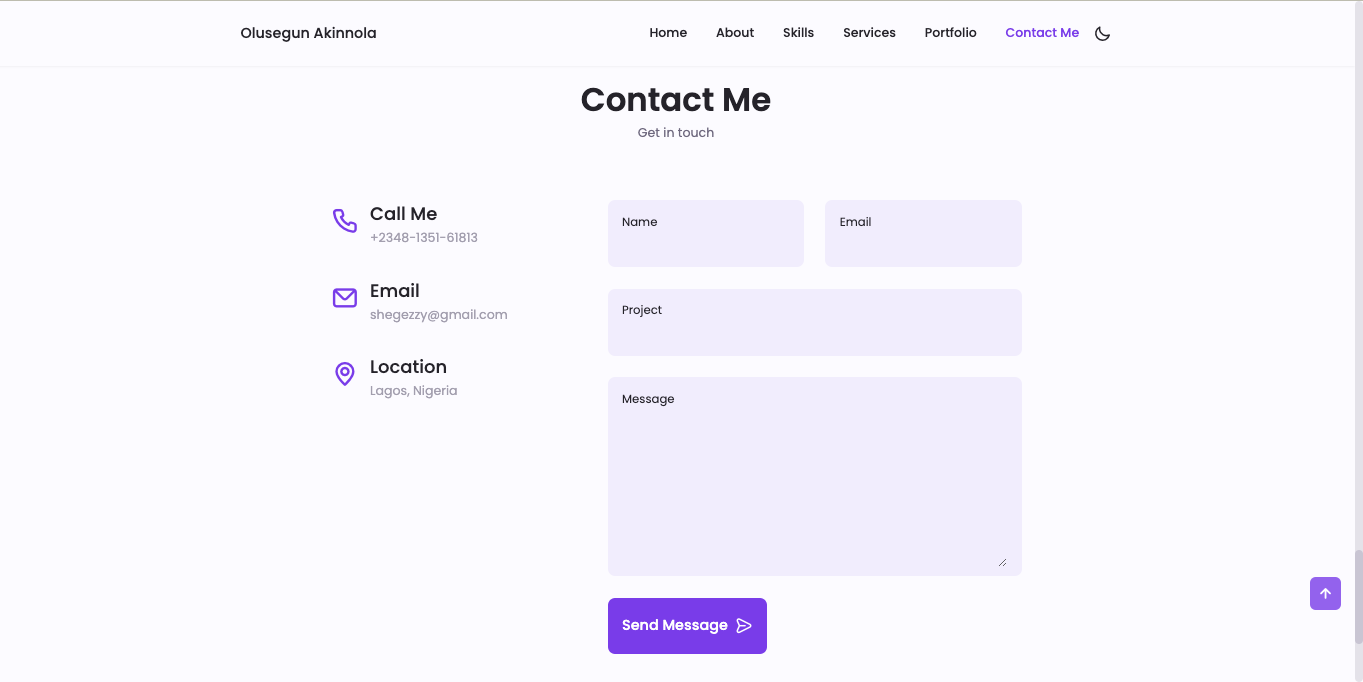 Olusegun Akinnola
Home About Skills Services Portfolio Contact Me
Contact Me
Get in touch
Call Me
+2348-1351-61813
Email
shegezzy@gmail.com
Location
Lagos, Nigeria
Name
Email
Project
Message
Send Message